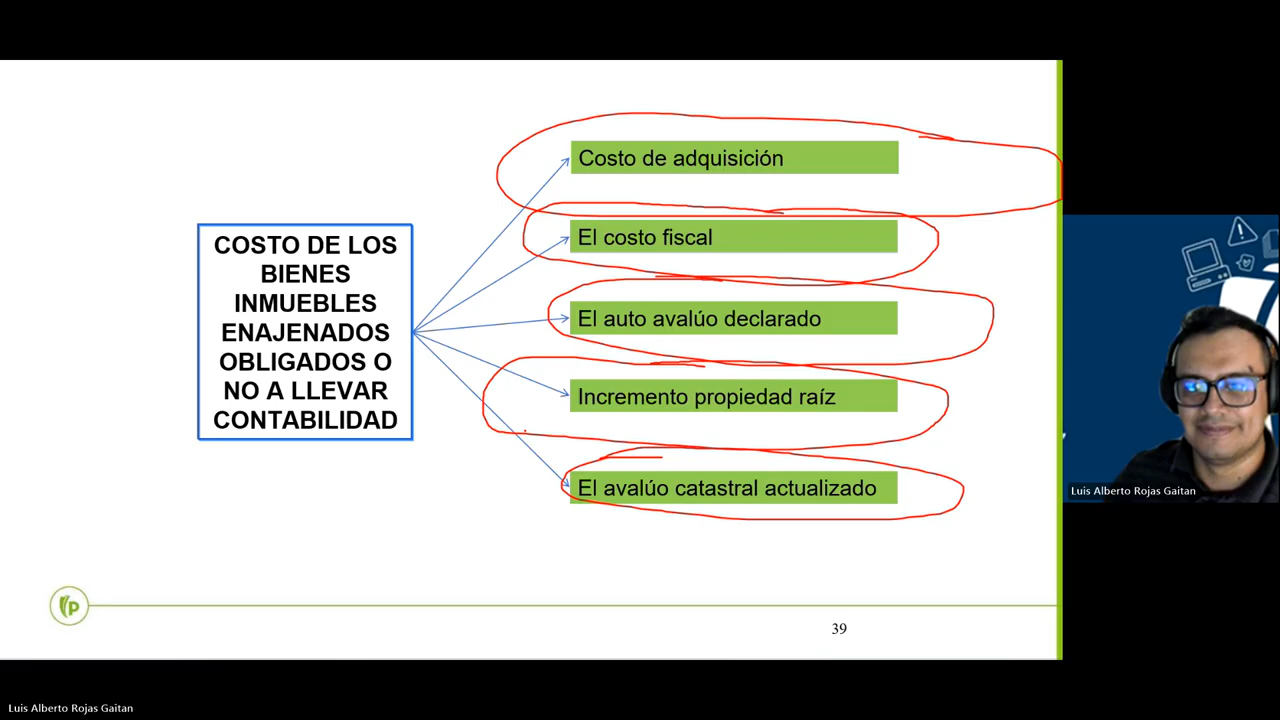 COSTO DE LOS
BIENES
INMUEBLES
ENAJENADOS
OBLIGADOS O
NO A LLEVAR
CONTABILIDAD
Costo de adquisición
El costo fiscal
El auto avalúo declarado
Incremento propiedad raíz
El avalúo catastral actualizado
P
39
Luis Alberto Rojas Gaitan
Luis Alberto Rojas Gaitan